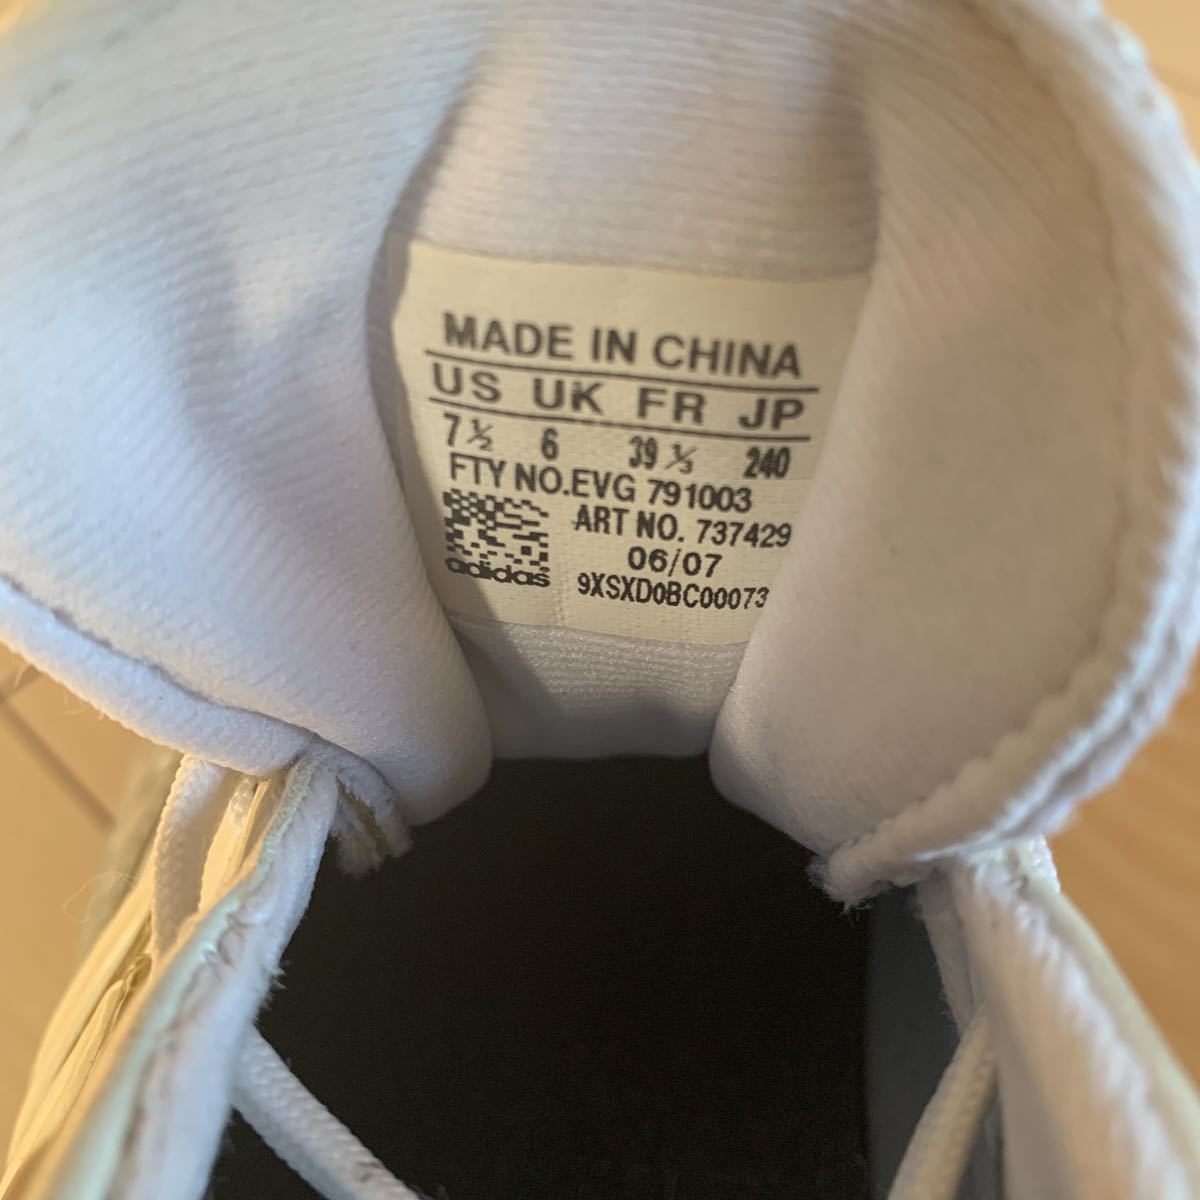 MADE IN CHINA
US UK FR JP
7½ 6 39⅓ 240
FTY NO.EVG 791003
ART NO. 737429
06/07
adidas
9XSXD0BC00073